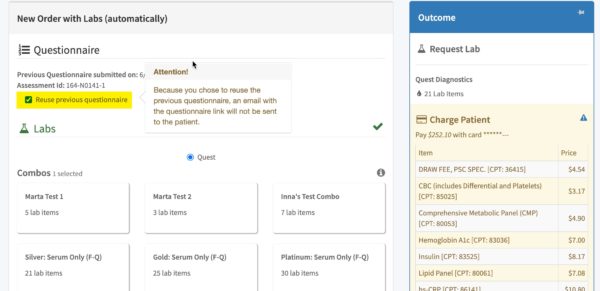 New Order with Labs (automatically)
Questionnaire
Previous Questionnaire submitted on: 6/
Assessment Id: 164-N0141-1
Reuse previous questionnaire
Attention!
Because you chose to reuse the
previous questionnaire, an email with
the questionnaire link will not be sent
to the patient.
Labs
Quest
Combos 1 selected
Marta Test 1
5 lab items
Marta Test 2
3 lab items
Inna's Test Combo
7 lab items
Silver: Serum Only (F-Q)
21 lab items
Gold: Serum Only (F-Q)
25 lab items
Platinum: Serum Only (F-Q)
30 lab items
Outcome
Request Lab
Quest Diagnostics
21 Lab Items
Charge Patient
Pay $252.10 with card ******---
Item Price
DRAW FEE, PSC SPEC. [CPT: 36415] $4.54
CBC (includes Differential and Platelets) $3.17
[CPT: 85025]
Comprehensive Metabolic Panel (CMP) $4.90
[CPT: 80053]
Hemoglobin A1c [CPT: 83036] $7.00
Insulin [CPT: 83525] $8.17
Lipid Panel [CPT: 80061] $7.08
hs-CRP [CPT: 86141] $10.80